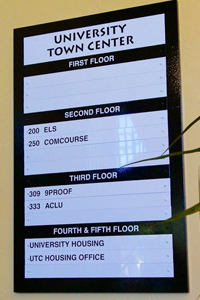 UNIVERSITY
TOWN CENTER
FIRST FLOOR
SECOND FLOOR
200 ELS
250 COMCOURSE
THIRD FLOOR
309 9PROOF
333 ACLU
FOURTH & FIFTH FLOOR
UNIVERSITY HOUSING
UTC HOUSING OFFICE